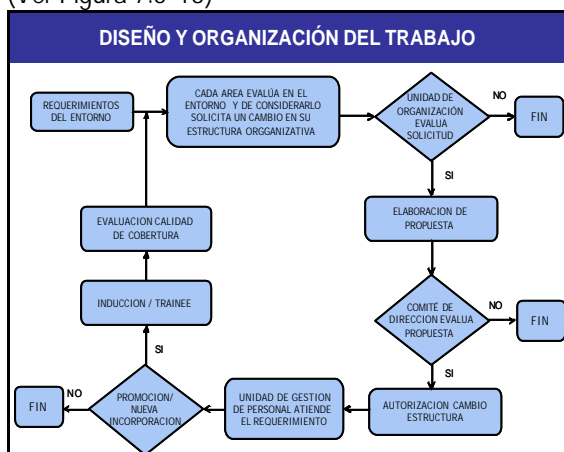 (Ver Figura
DISEÑO Y ORGANIZACIÓN DEL TRABAJO
REQUERIMIENTOS
DEL ENTORNO
CADA AREA EVALÚA EN EL
ENTORNO Y DE CONSIDERARLO
SOLICITA UN CAMBIO EN SU
ESTRUCTURA ORGGANIZATIVA
UNIDAD DE
ORGANIZACIÓN
EVALUA
SOLICITUD
NO
FIN
SI
ELABORACION DE
PROPUESTA
COMITÉ DE
DIRECCION EVALUA
PROPUESTA
NO
FIN
SI
AUTORIZACION CAMBIO
ESTRUCTURA
UNIDAD DE GESTION
DE PERSONAL ATIENDE
EL REQUERIMIENTO
PROMOCION/
NUEVA
INCORPORACION
NO
FIN
SI
INDUCCION / TRAINEE
EVALUACION CALIDAD
DE COBERTURA